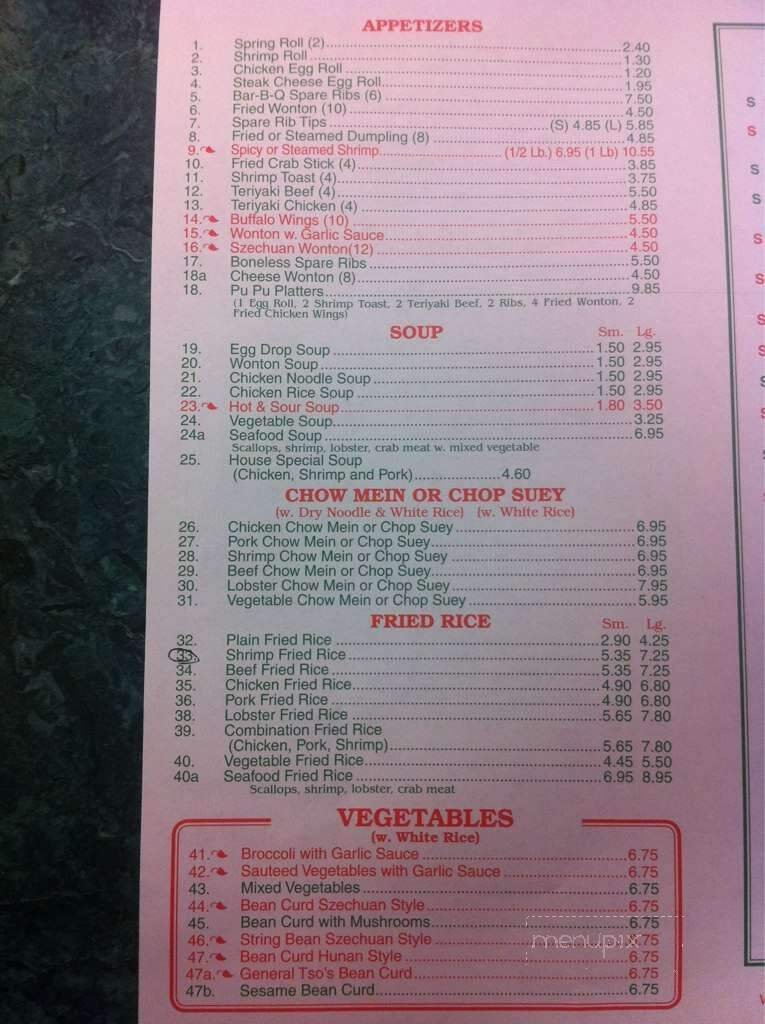 APPETIZERS
1. Spring Roll (2) 2.40
2. Shrimp Roll 1.30
3. Chicken Egg Roll 1.20
4. Steak Cheese Egg Roll 1.95
5. Bar-B-Q Spare Ribs (6) 7.50
6. Fried Wonton (10) 4.50
7. Spare Rib Tips (S) 4.85 (L) 5.85
8. Fried or Steamed Dumpling (8) 4.85
9. Spicy or Steamed Shrimp (1/2 Lb.) 6.95 (1 Lb) 10.55
10. Fried Crab Stick (4) 3.85
11. Shrimp Toast (4) 3.75
12. Teriyaki Beef (4) 5.50
13. Teriyaki Chicken (4) 4.85
14. Buffalo Wings (10) 5.50
15. Wonton w. Garlic Sauce 4.50
16. Szechuan Wonton(12) 4.50
17. Boneless Spare Ribs 5.50
18a Cheese Wonton (8) 4.50
18. Pu Pu Platters 9.85
(1 Egg Roll, 2 Shrimp Toast, 2 Teriyaki Beef, 2 Ribs, 4 Fried Wonton, 2
Fried Chicken Wings)
SOUP Sm. Lg.
19. Egg Drop Soup 1.50 2.95
20. Wonton Soup 1.50 2.95
21. Chicken Noodle Soup 1.50 2.95
22. Chicken Rice Soup 1.50 2.95
23. Hot & Sour Soup 1.80 3.50
24. Vegetable Soup 3.25
24a Seafood Soup 6.95
Scallops, shrimp, lobster, crab meat w. mixed vegetable
25. House Special Soup
(Chicken, Shrimp and Pork) 4.60
CHOW MEIN OR CHOP SUEY
(w. Dry Noodle & White Rice) (w. White Rice)
26. Chicken Chow Mein or Chop Suey 6.95
27. Pork Chow Mein or Chop Suey 6.95
28. Shrimp Chow Mein or Chop Suey 6.95
29. Beef Chow Mein or Chop Suey 6.95
30. Lobster Chow Mein or Chop Suey 7.95
31. Vegetable Chow Mein or Chop Suey 5.95
FRIED RICE Sm. Lg.
32. Plain Fried Rice 2.90 4.25
33. Shrimp Fried Rice 5.35 7.25
34. Beef Fried Rice 5.35 7.25
35. Chicken Fried Rice 4.90 6.80
36. Pork Fried Rice 4.90 6.80
38. Lobster Fried Rice 5.65 7.80
39. Combination Fried Rice
(Chicken, Pork, Shrimp) 5.65 7.80
40. Vegetable Fried Rice 4.45 5.50
40a Seafood Fried Rice 6.95 8.95
Scallops, shrimp, lobster, crab meat
VEGETABLES
(w. White Rice)
41. Broccoli with Garlic Sauce 6.75
42. Sauteed Vegetables with Garlic Sauce 6.75
43. Mixed Vegetables 6.75
44. Bean Curd Szechuan Style 6.75
45. Bean Curd with Mushrooms 6.75
46. String Bean Szechuan Style 6.75
47. Bean Curd Hunan Style 6.75
47a. General Tso's Bean Curd 6.75
47b. Sesame Bean Curd 6.75
menupix